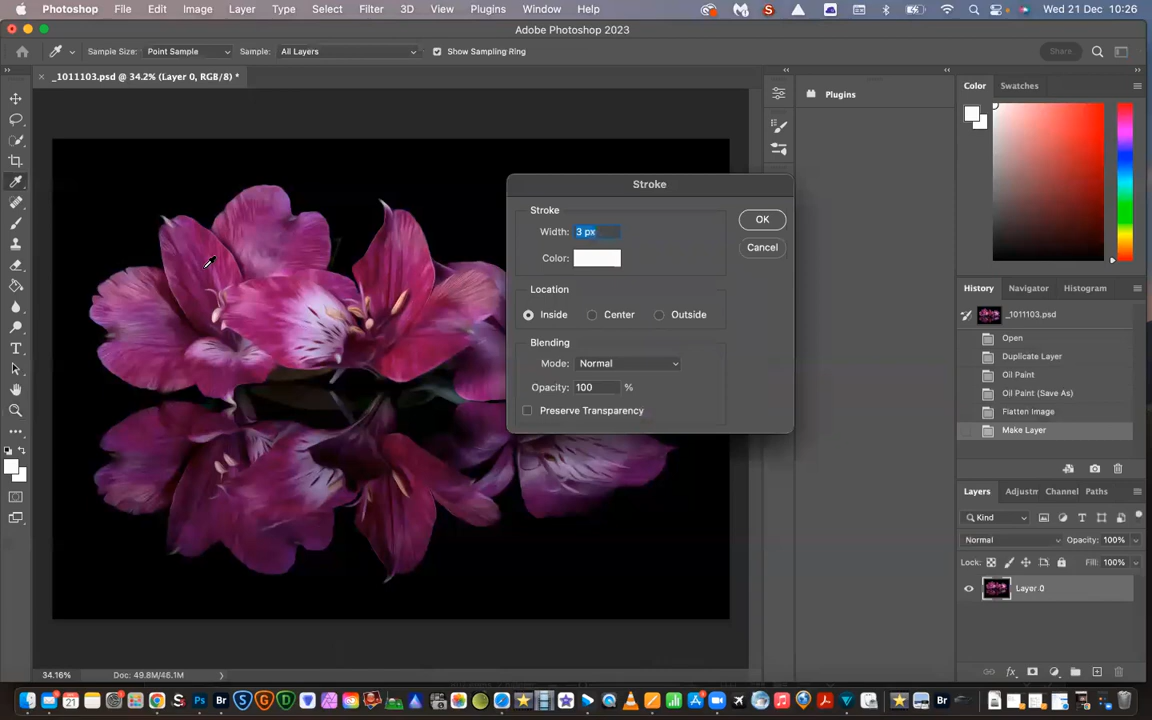 Photoshop File Edit Image Layer Type Select Filter 3D View Plugins Window Help Wed 21 Dec 10:26
Adobe Photoshop 2023
Sample Size: Point Sample Sample: All Layers Show Sampling Ring Share
_1011103.psd @ 34.2% (Layer 0, RGB/8) *
Plugins
Color Swatches
Stroke
Stroke
Width: 3 px
Color:
OK
Cancel
Location
Inside Center Outside
Blending
Mode: Normal
Opacity: 100 %
Preserve Transparency
History Navigator Histogram
_1011103.psd
Open
Duplicate Layer
Oil Paint
Oil Paint (Save As)
Flatten Image
Make Layer
Layers Adjustm Channel Paths
Kind
Normal Opacity: 100%
Lock: Fill: 100%
Layer 0
34.16% Doc: 49.8M/46.1M